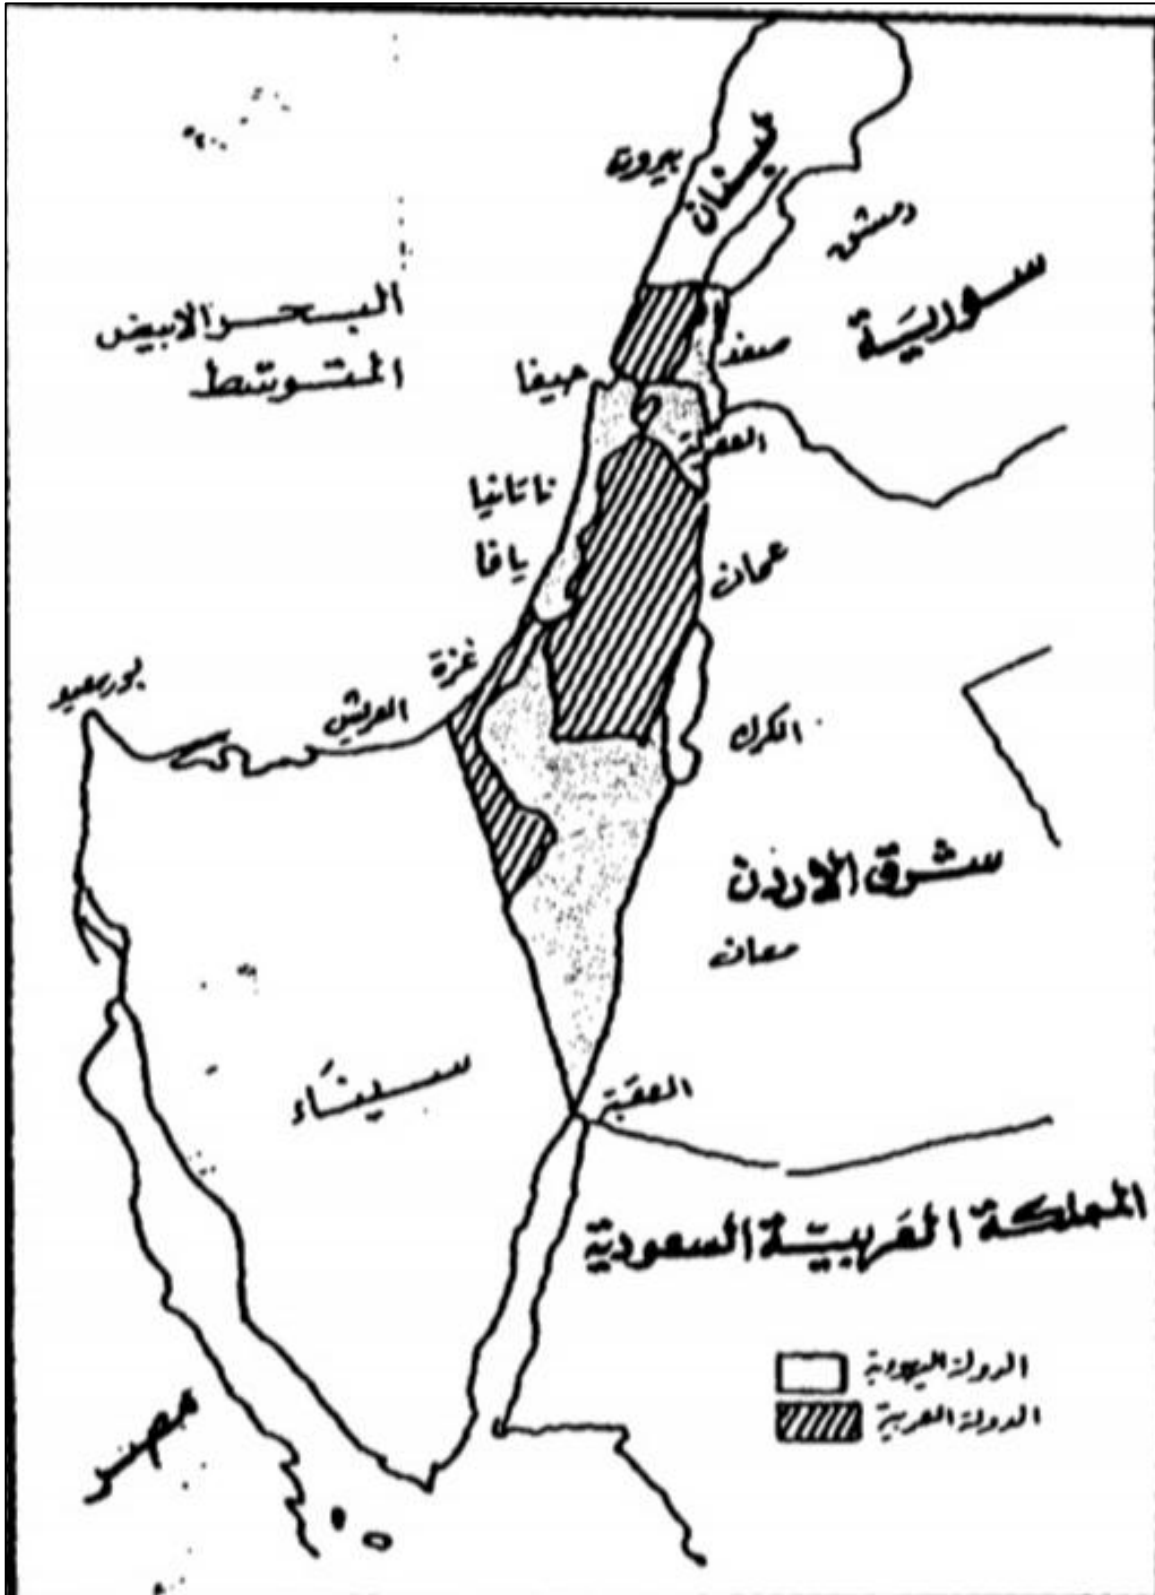 لبنان
بيروت
دمشق
سورية
البحر الابيض
المتوسط
صفد
حيفا
ناتانيا
يافا
عمان
غزة
العريش
بورسعيد
الكرك
شرق الاردن
معان
سيناء
العقبة
المملكة العربية السعودية
الدولة اليهودية
الدولة العربية
مصر